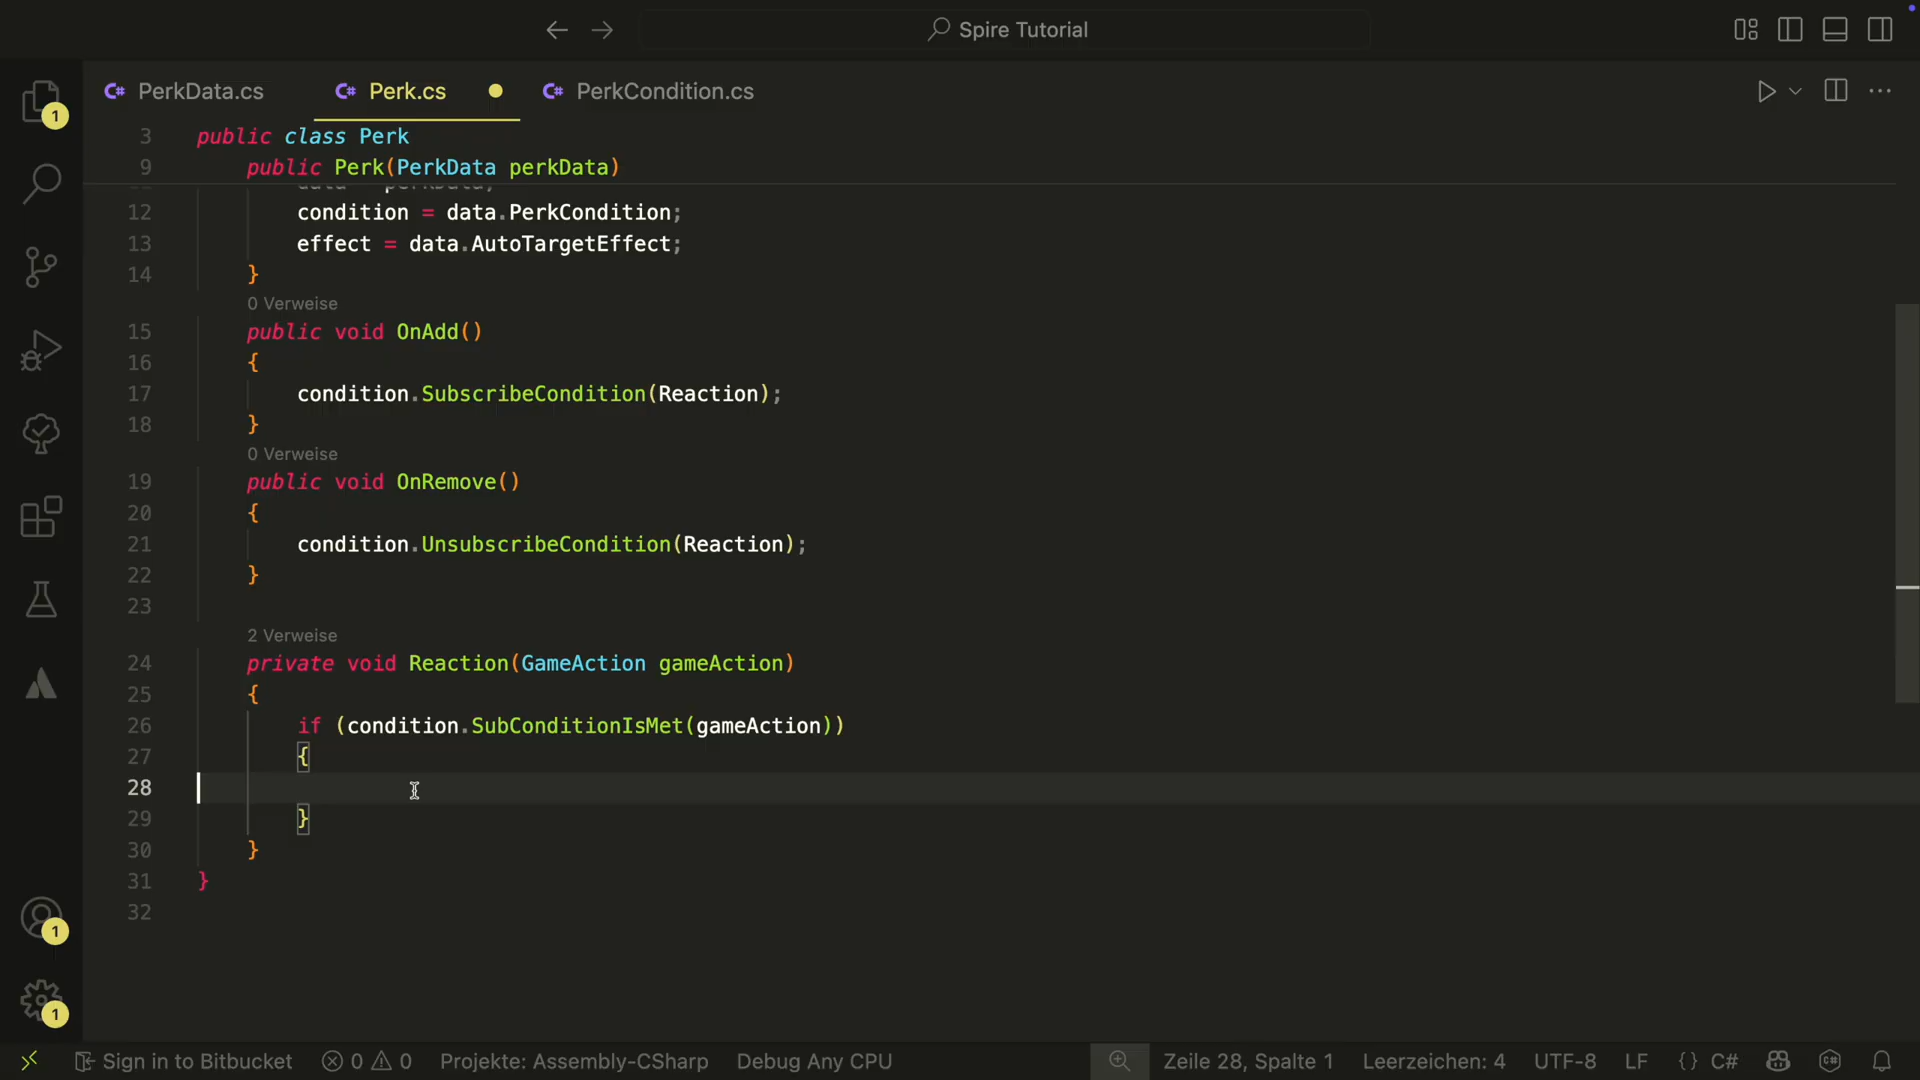 Spire Tutorial
C# PerkData.cs
C# Perk.cs
C# PerkCondition.cs
1
3 public class Perk
9 public Perk(PerkData perkData)
12 condition = data.PerkCondition;
13 effect = data.AutoTargetEffect;
14 }
0 Verweise
15 public void OnAdd()
16 {
17 condition.SubscribeCondition(Reaction);
18 }
0 Verweise
19 public void OnRemove()
20 {
21 condition.UnsubscribeCondition(Reaction);
22 }
23
2 Verweise
24 private void Reaction(GameAction gameAction)
25 {
26 if (condition.SubConditionIsMet(gameAction))
27 {
28
29 }
30 }
31 }
32
1
1
Sign in to Bitbucket 0 0 Projekte: Assembly-CSharp Debug Any CPU Zeile 28, Spalte 1 Leerzeichen: 4 UTF-8 LF {} C#